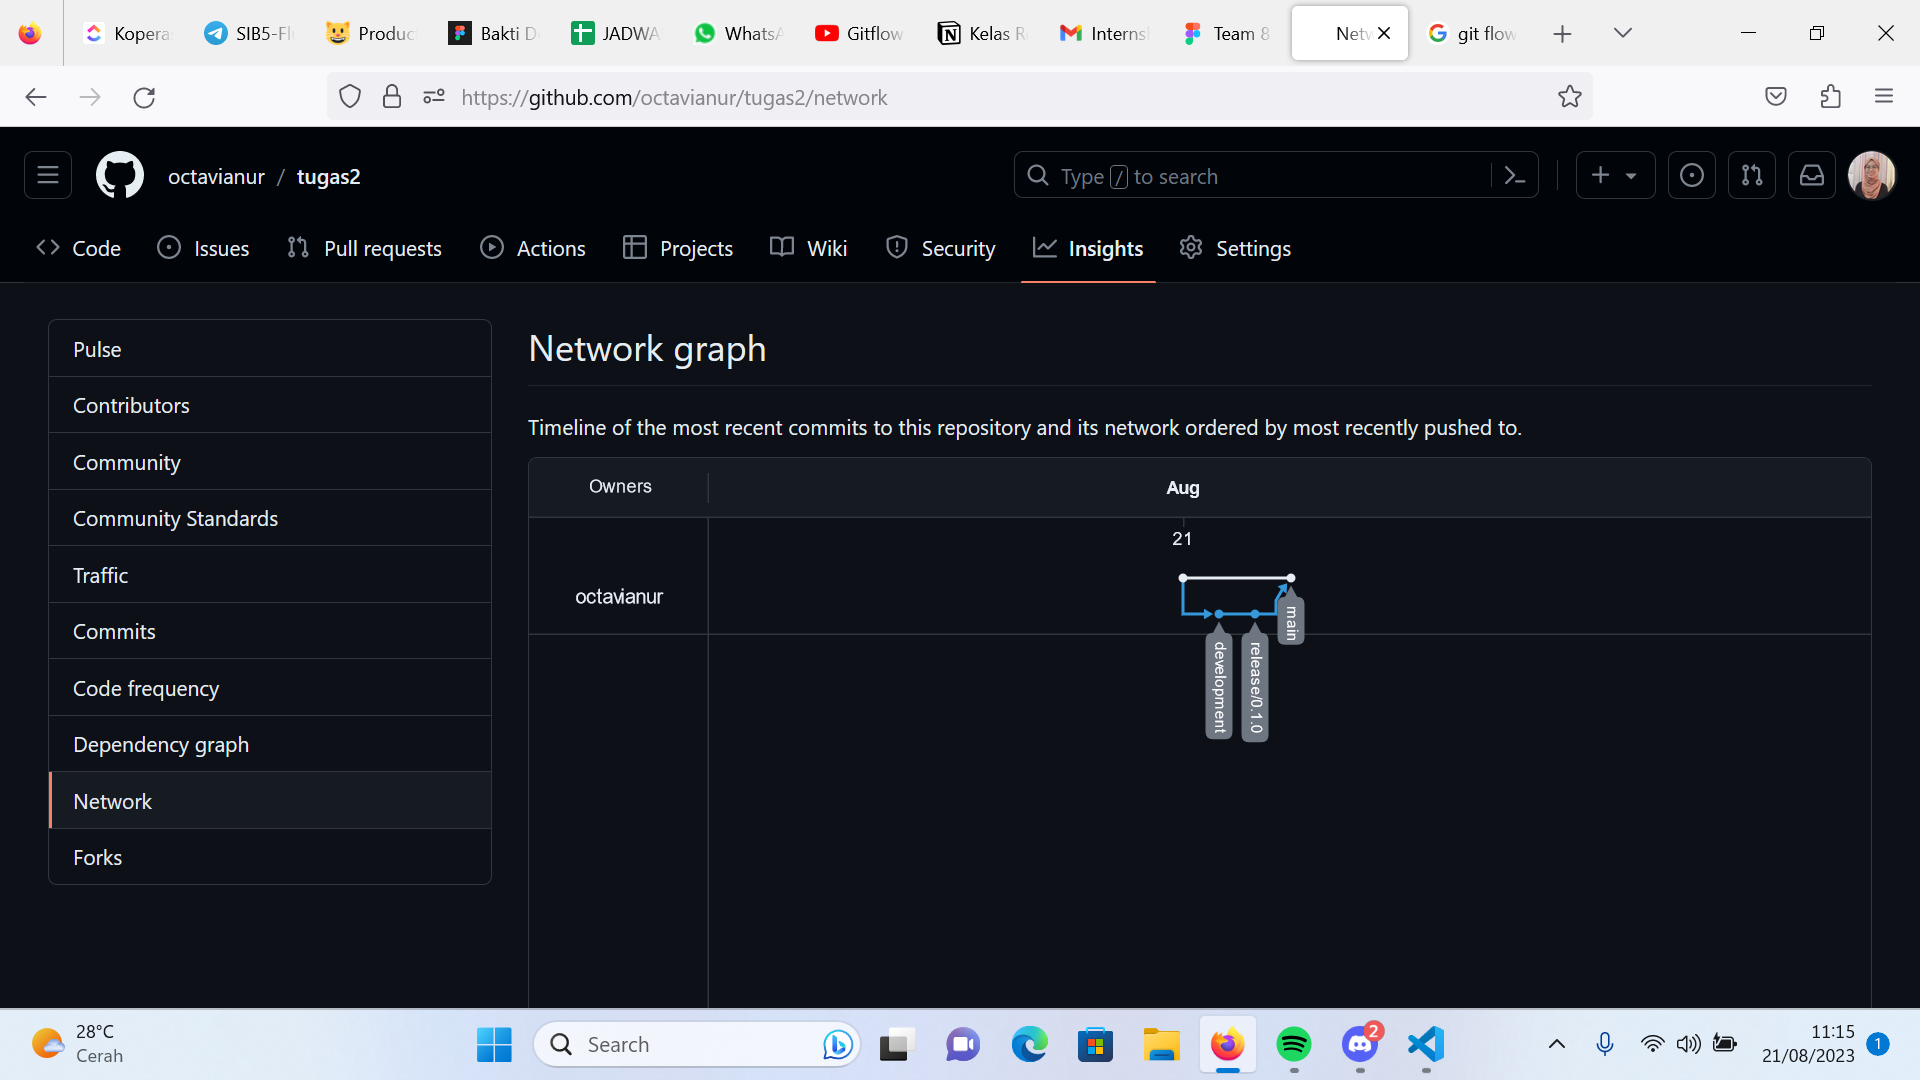 Kopera
SIB5-Fl
Produc
Bakti D
JADWA
WhatsA
Gitflow
Kelas R
Interns
Team 8
Netw
git flow
https://github.com/octavianur/tugas2/network
octavianur / tugas2
Type / to search
Code
Issues
Pull requests
Actions
Projects
Wiki
Security
Insights
Settings
Pulse
Contributors
Community
Community Standards
Traffic
Commits
Code frequency
Dependency graph
Network
Forks
Network graph
Timeline of the most recent commits to this repository and its network ordered by most recently pushed to.
Owners
Aug
21
octavianur
main
development
release/0.1.0
28°C
Cerah
Search
2
11:15
21/08/2023
1